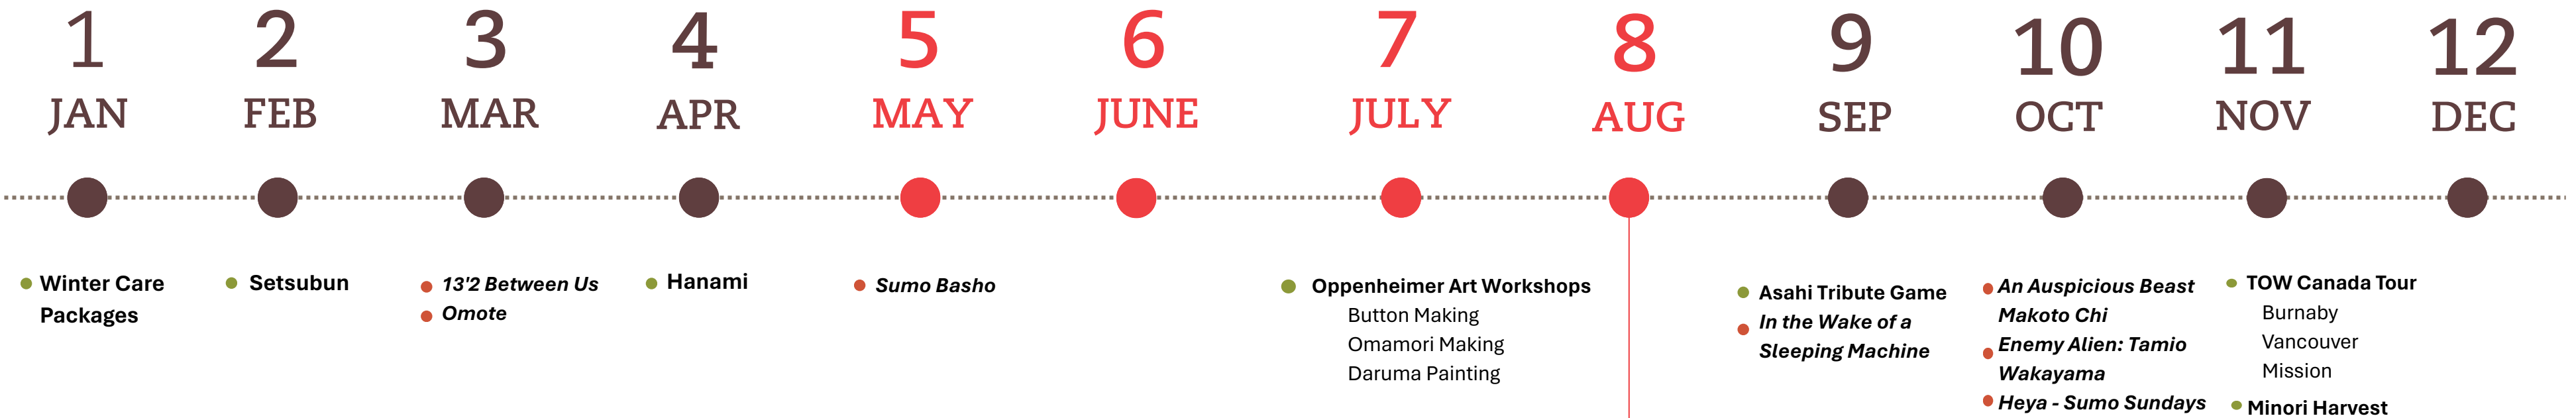 1 2 3 4 5 6 7 8 9 10 11 12
JAN FEB MAR APR MAY JUNE JULY AUG SEP OCT NOV DEC
Winter Care
Packages
Setsubun
13'2 Between Us
Omote
Hanami
Sumo Basho
Oppenheimer Art Workshops
Button Making
Omamori Making
Daruma Painting
Asahi Tribute Game
In the Wake of a
Sleeping Machine
An Auspicious Beast
Makoto Chi
Enemy Alien: Tamio
Wakayama
Heya - Sumo Sundays
TOW Canada Tour
Burnaby
Vancouver
Mission
Minori Harvest